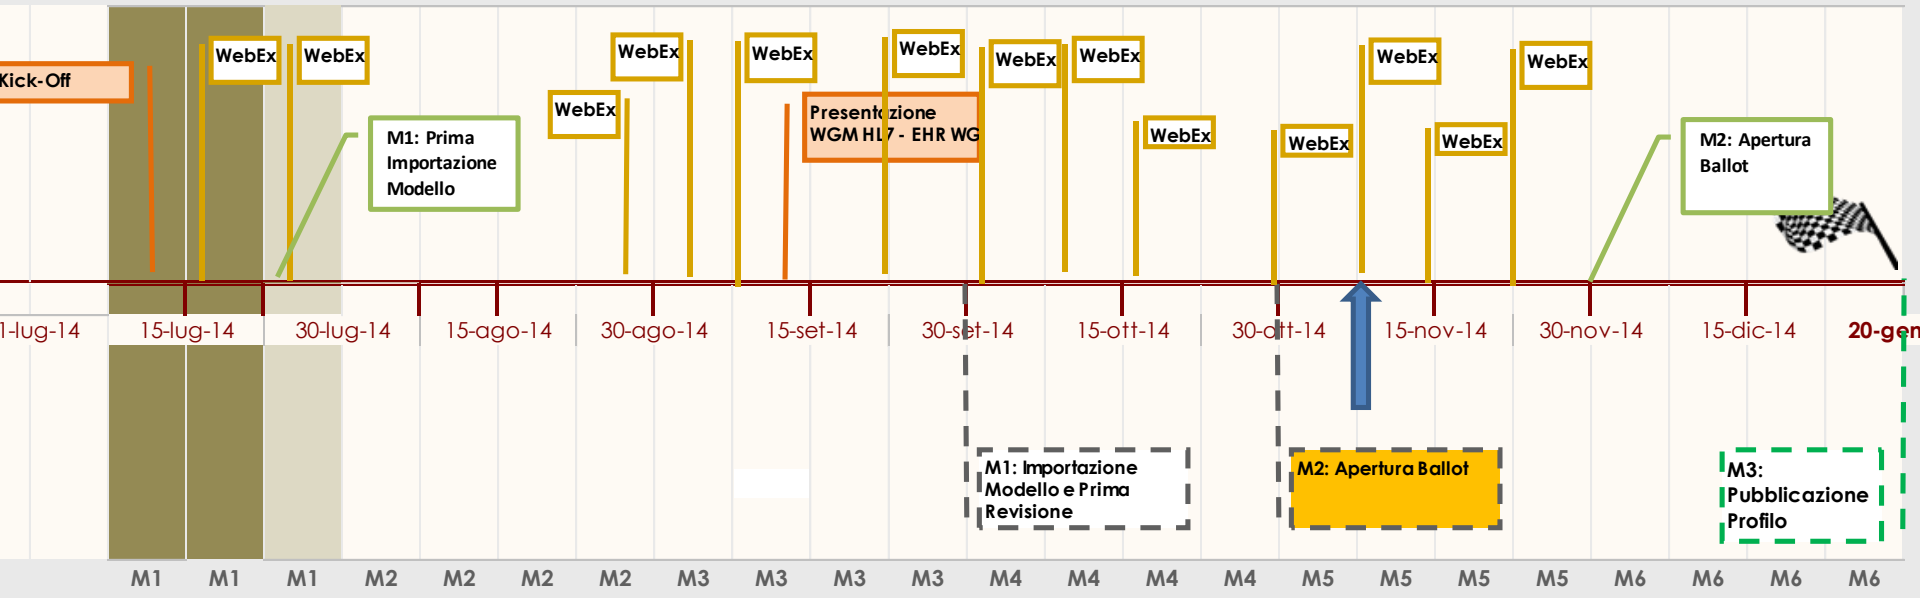 WebEx
WebEx
WebEx
WebEx
WebEx
WebEx
WebEx
WebEx
WebEx
Kick-Off
WebEx
Presentazione
WGM HL7 - EHR WG
WebEx
WebEx
WebEx
M1: Prima
Importazione
Modello
M2: Apertura
Ballot
1-lug-14
15-lug-14
30-lug-14
15-ago-14
30-ago-14
15-set-14
30-set-14
15-ott-14
30-ott-14
15-nov-14
30-nov-14
15-dic-14
20-gen
M1: Importazione
Modello e Prima
Revisione
M2: Apertura Ballot
M3:
Pubblicazione
Profilo
M1 M1 M1 M2 M2 M2 M2 M3 M3 M3 M3 M4 M4 M4 M4 M5 M5 M5 M5 M6 M6 M6 M6